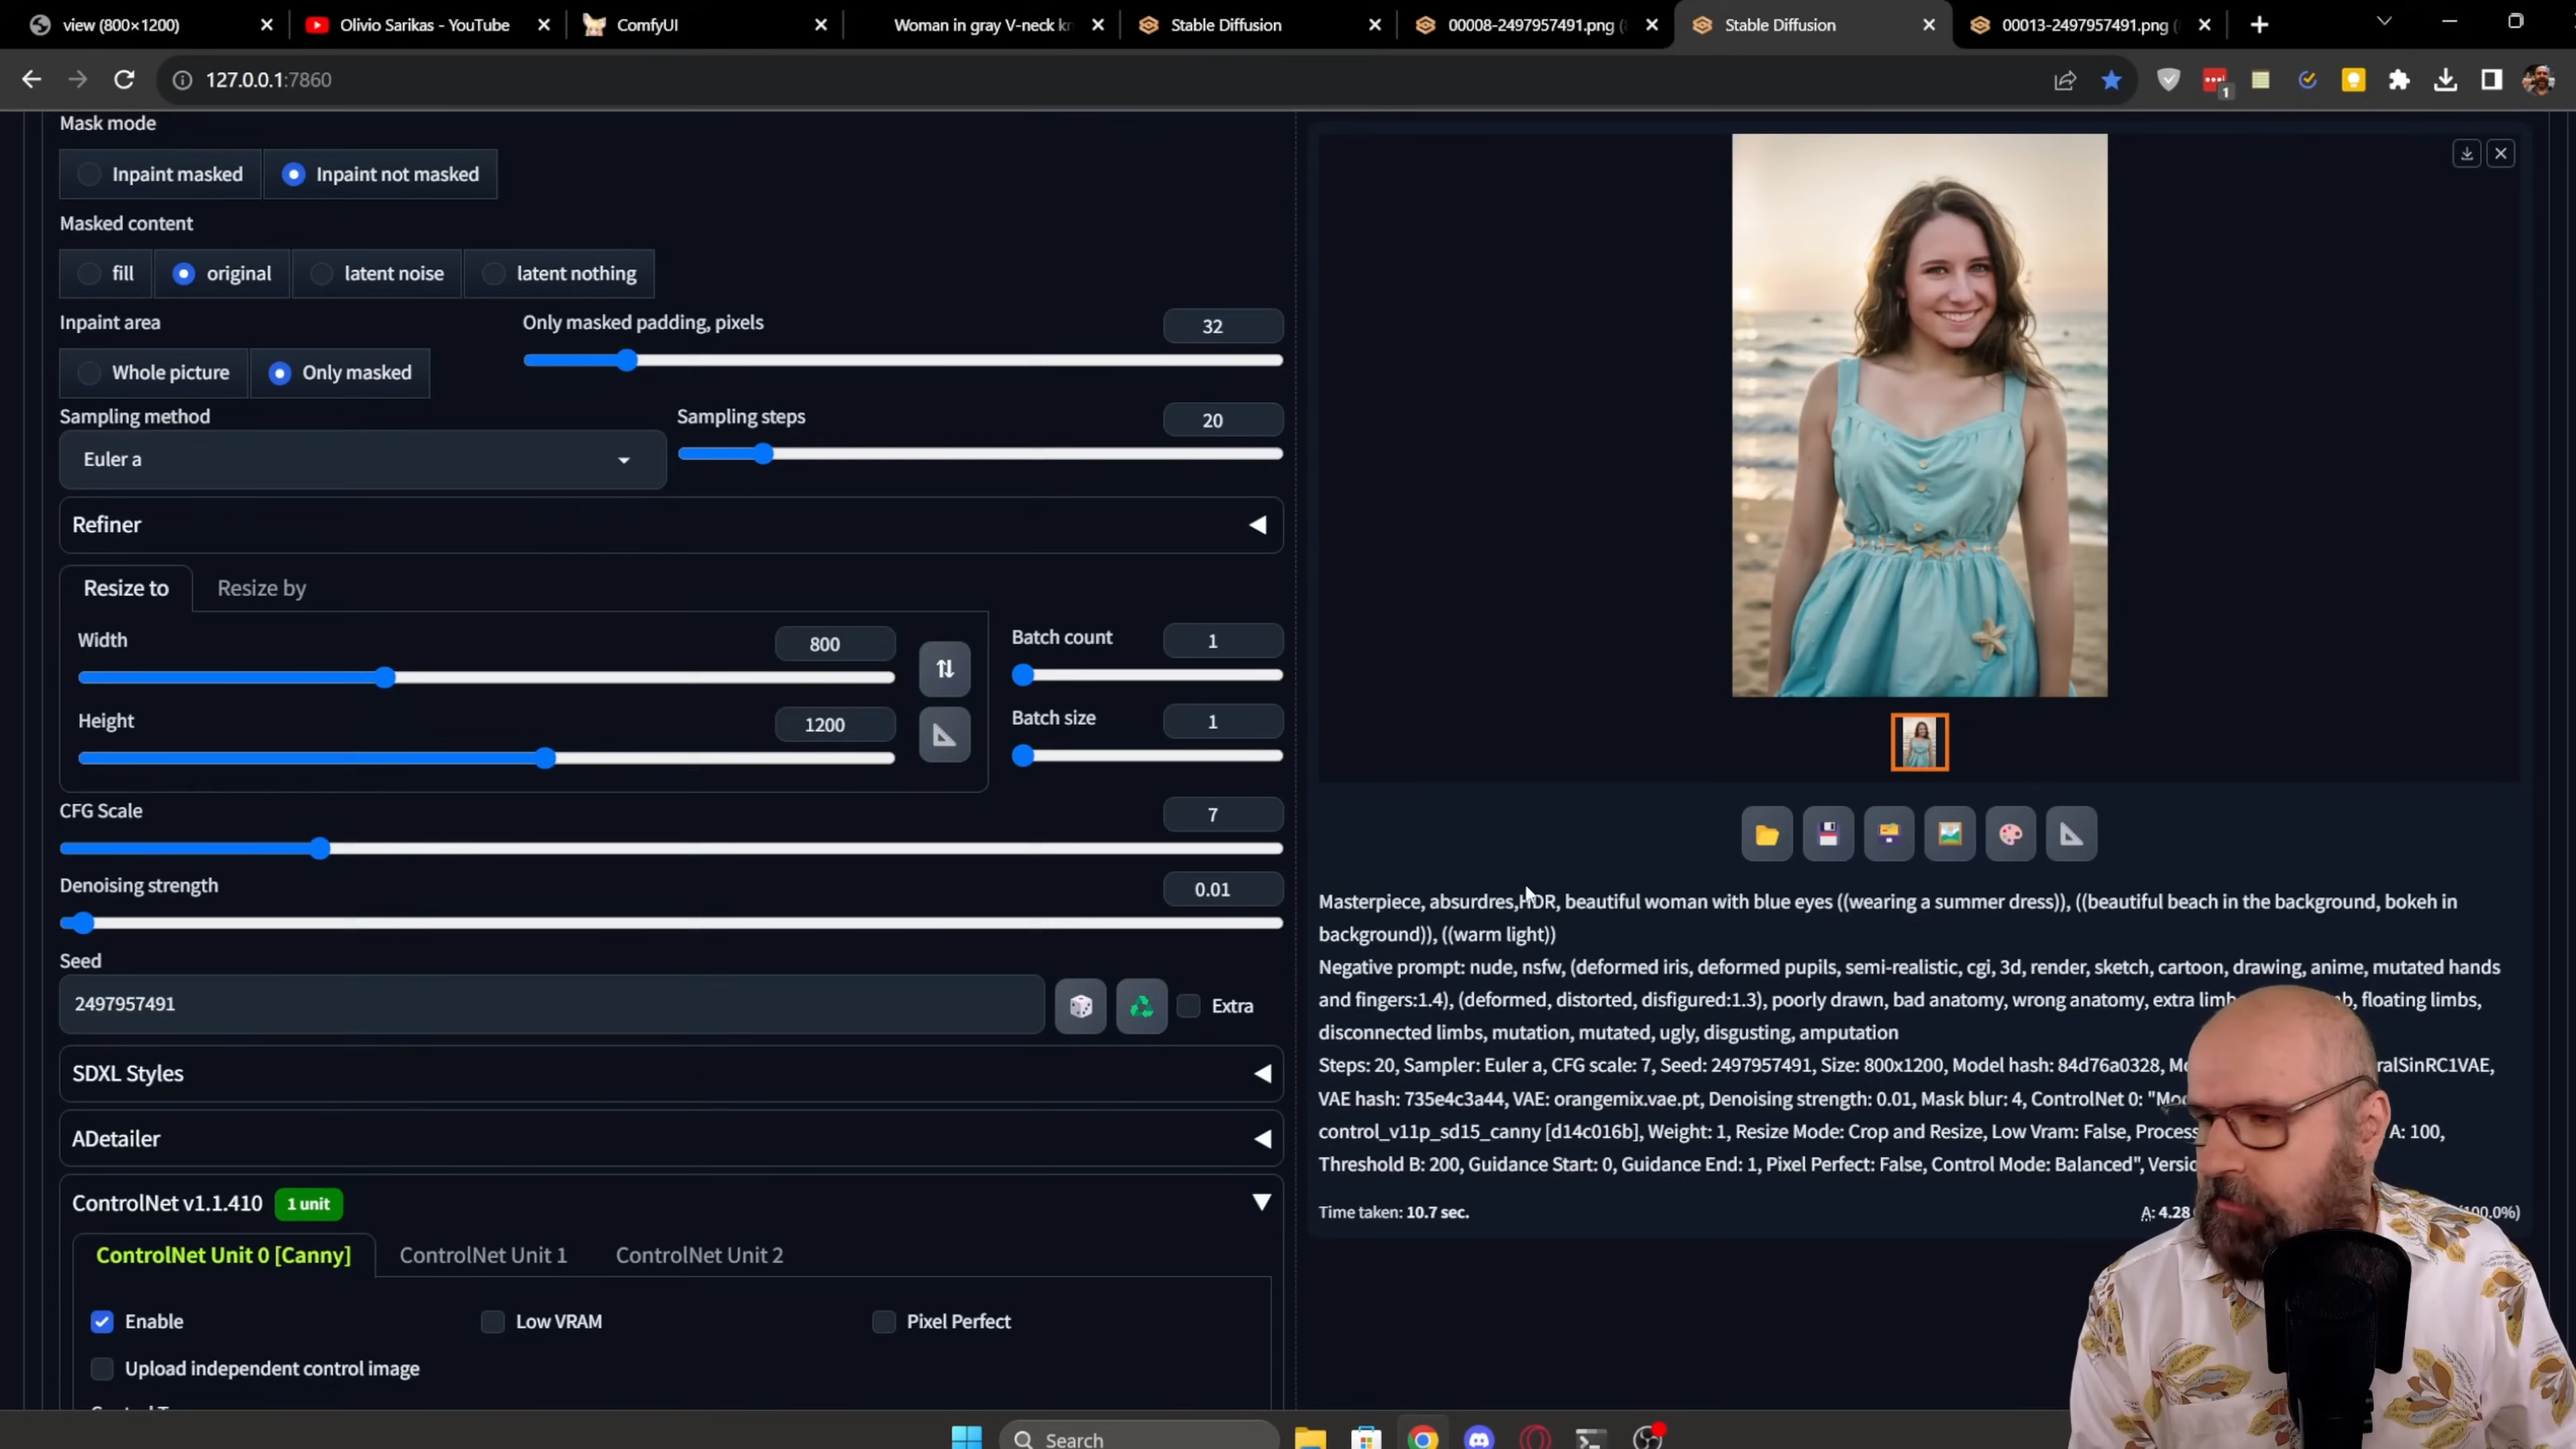 view (800×1200)
Olivio Sarikas - YouTube
ComfyUI
Woman in gray V-neck kn
Stable Diffusion
00008-2497957491.png (
Stable Diffusion
00013-2497957491.png (
127.0.0.1:7860
1
Mask mode
Inpaint masked
Inpaint not masked
Masked content
fill
original
latent noise
latent nothing
Inpaint area
Only masked padding, pixels
32
Whole picture
Only masked
Sampling method
Sampling steps
20
Euler a
Refiner
Resize to
Resize by
Width
800
Batch count
1
Height
1200
Batch size
1
CFG Scale
7
Denoising strength
0.01
Seed
2497957491
Extra
SDXL Styles
ADetailer
ControlNet v1.1.410
1 unit
ControlNet Unit 0 [Canny]
ControlNet Unit 1
ControlNet Unit 2
Enable
Low VRAM
Pixel Perfect
Upload independent control image
Masterpiece, absurdres,HDR, beautiful woman with blue eyes ((wearing a summer dress)), ((beautiful beach in the background, bokeh in
background)), ((warm light))
Negative prompt: nude, nsfw, (deformed iris, deformed pupils, semi-realistic, cgi, 3d, render, sketch, cartoon, drawing, anime, mutated hands
and fingers:1.4), (deformed, distorted, disfigured:1.3), poorly drawn, bad anatomy, wrong anatomy, extra limb b, floating limbs,
disconnected limbs, mutation, mutated, ugly, disgusting, amputation
Steps: 20, Sampler: Euler a, CFG scale: 7, Seed: 2497957491, Size: 800x1200, Model hash: 84d76a0328, ralSinRC1VAE,
VAE hash: 735e4c3a44, VAE: orangemix.vae.pt, Denoising strength: 0.01, Mask blur: 4, ControlNet 0:
control_v11p_sd15_canny [d14c016b], Weight: 1, Resize Mode: Crop and Resize, Low Vram: False, Process A: 100,
Threshold B: 200, Guidance Start: 0, Guidance End: 1, Pixel Perfect: False, Control Mode: Balanced", Versi
Time taken: 10.7 sec.
A: 4.28
(100.0%)
Search